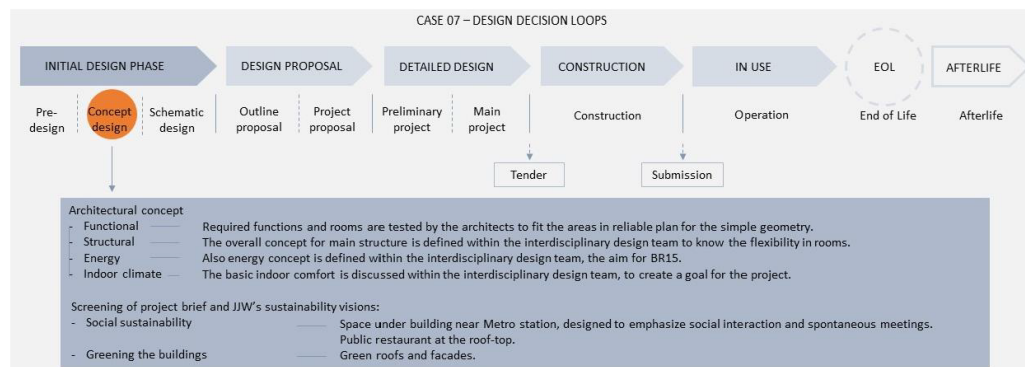 CASE 07 – DESIGN DECISION LOOPS
INITIAL DESIGN PHASE
DESIGN PROPOSAL
DETAILED DESIGN
CONSTRUCTION
IN USE
EOL
AFTERLIFE
Pre-
design
Concept
design
Schematic
design
Outline
proposal
Project
proposal
Preliminary
project
Main
project
Construction
Operation
End of Life
Afterlife
Tender
Submission
Architectural concept
- Functional Required functions and rooms are tested by the architects to fit the areas in reliable plan for the simple geometry.
- Structural The overall concept for main structure is defined within the interdisciplinary design team to know the flexibility in rooms.
- Energy Also energy concept is defined within the interdisciplinary design team, the aim for BR15.
- Indoor climate The basic indoor comfort is discussed within the interdisciplinary design team, to create a goal for the project.
Screening of project brief and JJW's sustainability visions:
- Social sustainability Space under building near Metro station, designed to emphasize social interaction and spontaneous meetings.
Public restaurant at the roof-top.
- Greening the buildings Green roofs and facades.